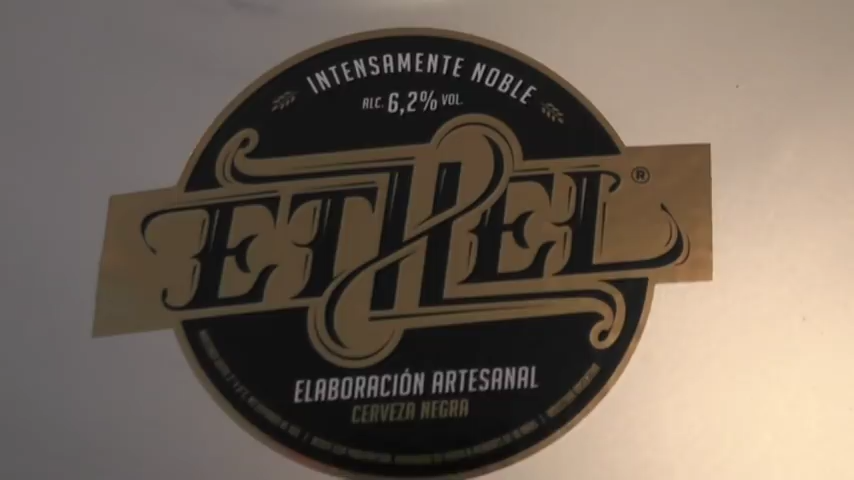 INTENSAMENTE NOBLE
ALC. 6,2% VOL.
ETHEL ®
ELABORACIÓN ARTESANAL
CERVEZA NEGRA